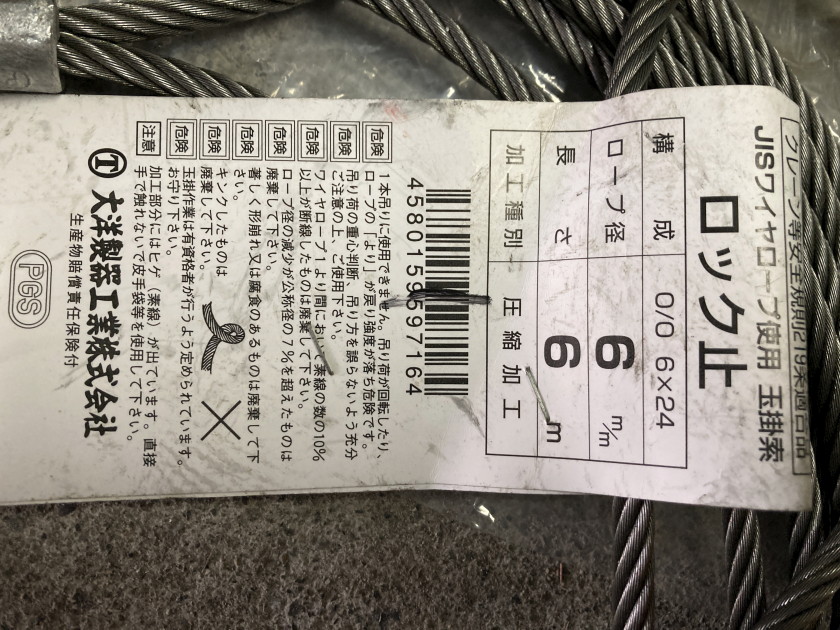 クレーン等安全規則219条適合品
JISワイヤロープ使用 玉掛索
ロック止
構成 O/O 6×24
ロープ径 6 m/m
長さ 6 m
加工種別 圧縮加工
4580159597164
危険 1本吊りに使用できません。吊り荷が回転したり、
ロープの「より」が戻り強度が落ち危険です。
危険 吊り荷の重心判断、吊り方を誤らないよう充分
ご注意の上、ご使用下さい。
危険 ワイヤロープ1より間において素線の数の10%
以上が断線したものは廃棄して下さい。
危険 ロープ径の減少が公称径の7%を超えたものは
廃棄して下さい。
危険 著しく形崩れ又は腐食のあるものは廃棄して下
さい。
危険 キンクしたものは
廃棄して下さい。
危険 玉掛作業は有資格者が行うよう定められています。
お守り下さい。
注意 加工部分にはヒゲ(素線)が出ています。直接
手で触れないで皮手袋等を使用して下さい。
T 大洋製器工業株式会社
生産物賠償責任保険付
PGS